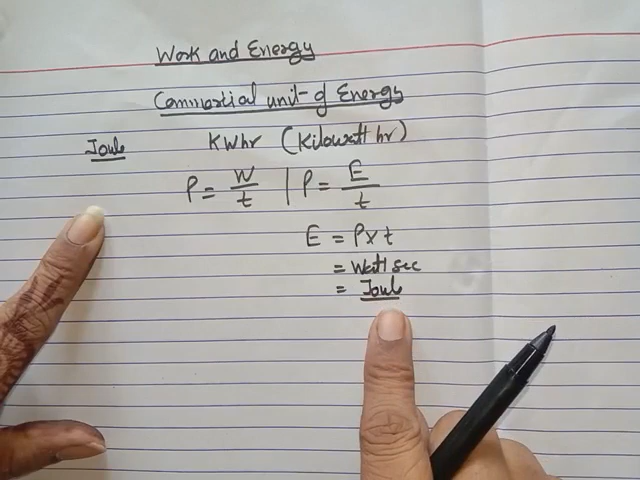 Work and Energy
Commertial unit of Energy
Joule KWhr (Kilowatt hr)
P = W/t | P = E/t
E = P x t
= Watt sec
= Joule